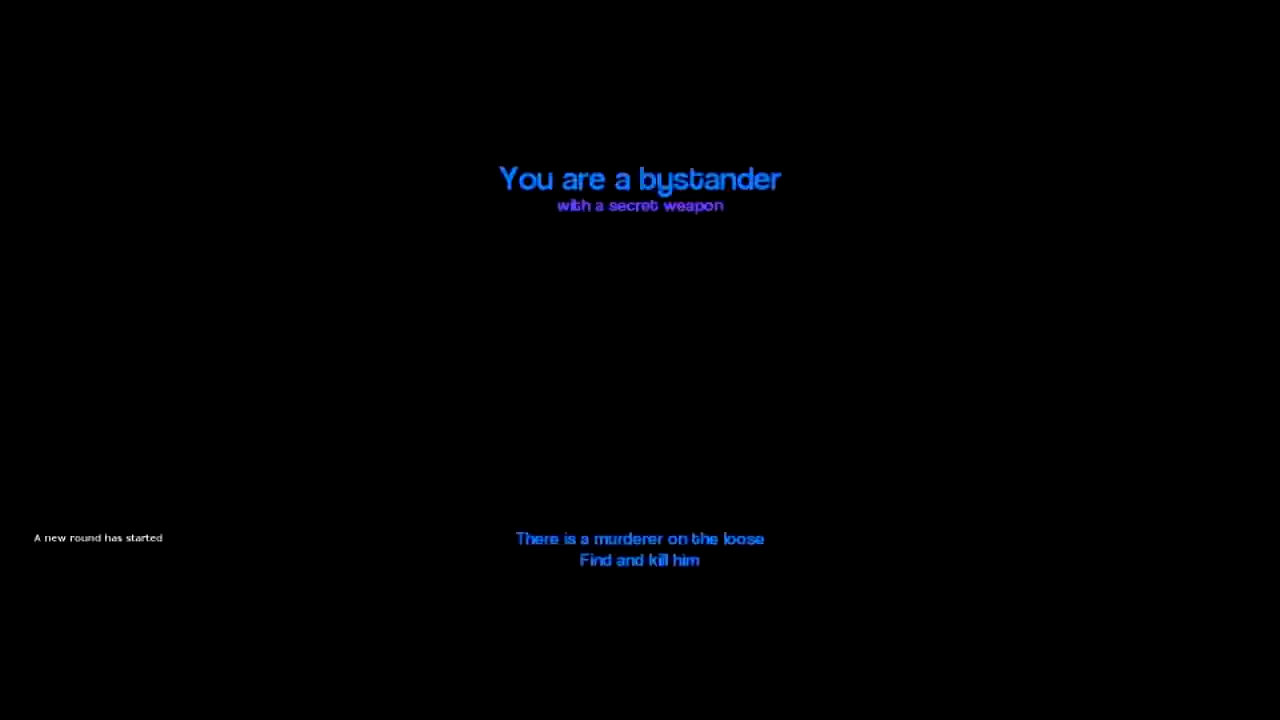 You are a bystander
with a secret weapon
A new round has started
There is a murderer on the loose
Find and kill him